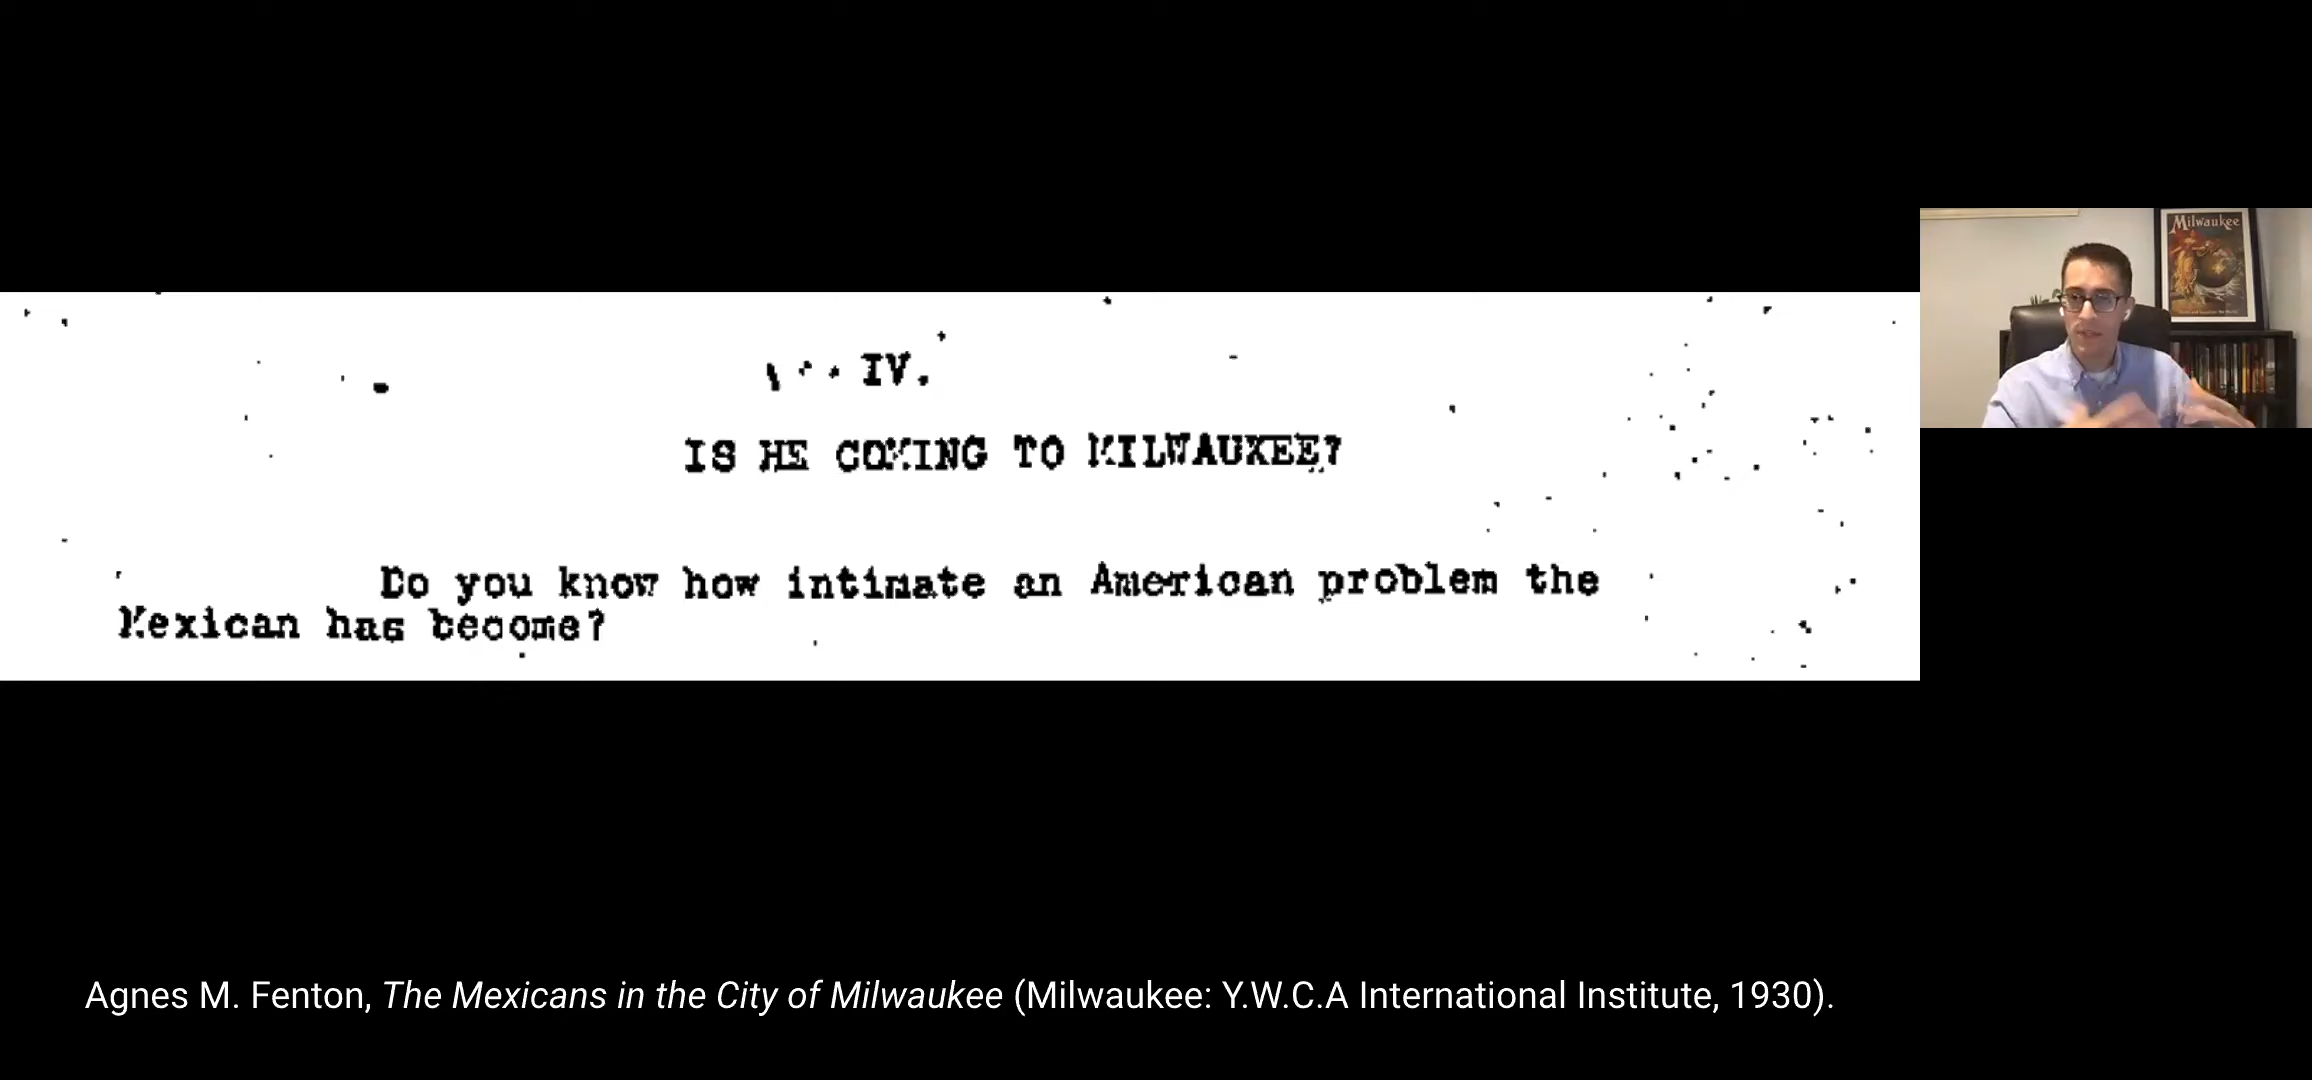 IV.
IS HE COMING TO MILWAUKEE?
Do you know how intimate an American problem the
Mexican has become?
Milwaukee
Agnes M. Fenton, The Mexicans in the City of Milwaukee (Milwaukee: Y.W.C.A International Institute, 1930).